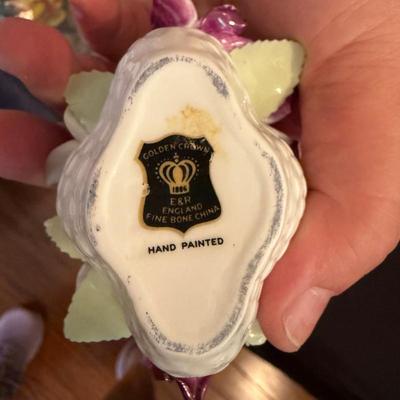 GOLDEN CROWN
1886
E&R
ENGLAND
FINE BONE CHINA
HAND PAINTED